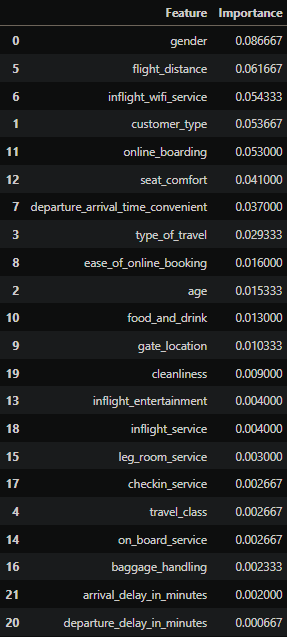 Feature Importance
0 gender 0.086667
5 flight_distance 0.061667
6 inflight_wifi_service 0.054333
1 customer_type 0.053667
11 online_boarding 0.053000
12 seat_comfort 0.041000
7 departure_arrival_time_convenient 0.037000
3 type_of_travel 0.029333
8 ease_of_online_booking 0.016000
2 age 0.015333
10 food_and_drink 0.013000
9 gate_location 0.010333
19 cleanliness 0.009000
13 inflight_entertainment 0.004000
18 inflight_service 0.004000
15 leg_room_service 0.003000
17 checkin_service 0.002667
4 travel_class 0.002667
14 on_board_service 0.002667
16 baggage_handling 0.002333
21 arrival_delay_in_minutes 0.002000
20 departure_delay_in_minutes 0.000667